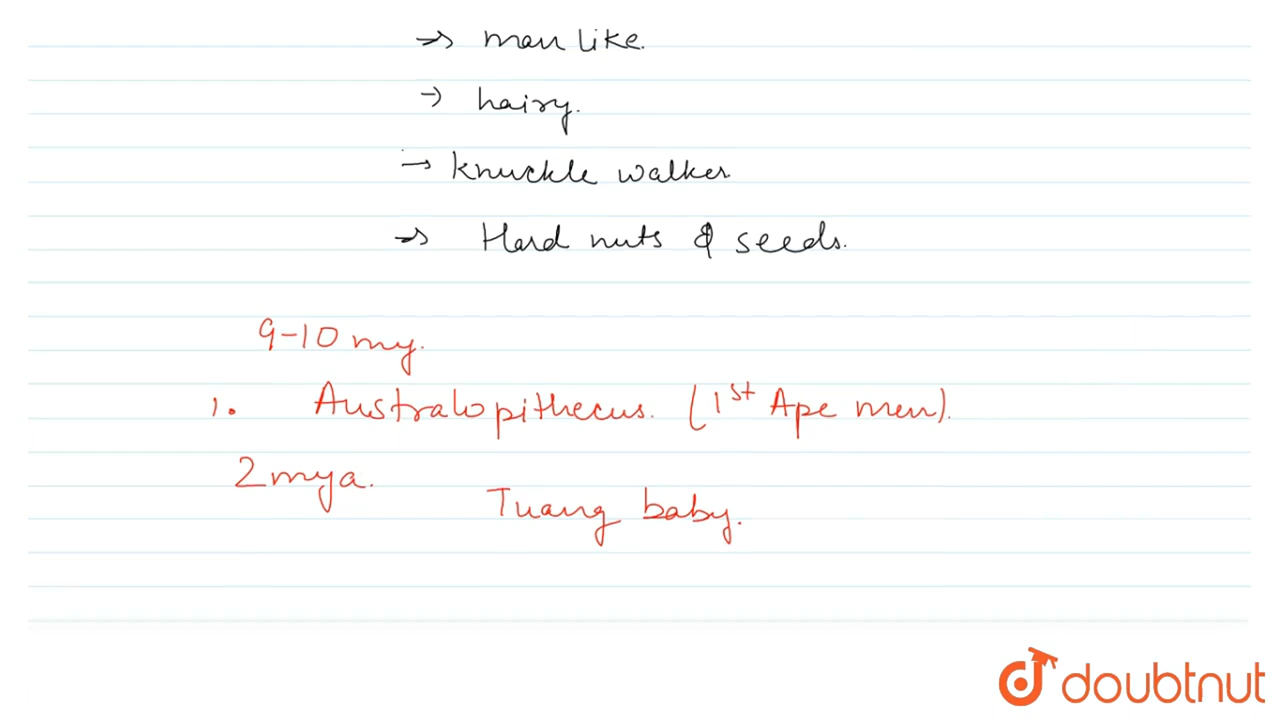 → man like.
→ hairy.
→ knuckle walker
→ Hard nuts & seeds.
9-10 my.
1. Australopithecus. (1st Ape men).
2mya.
Tuang baby.
doubtnut